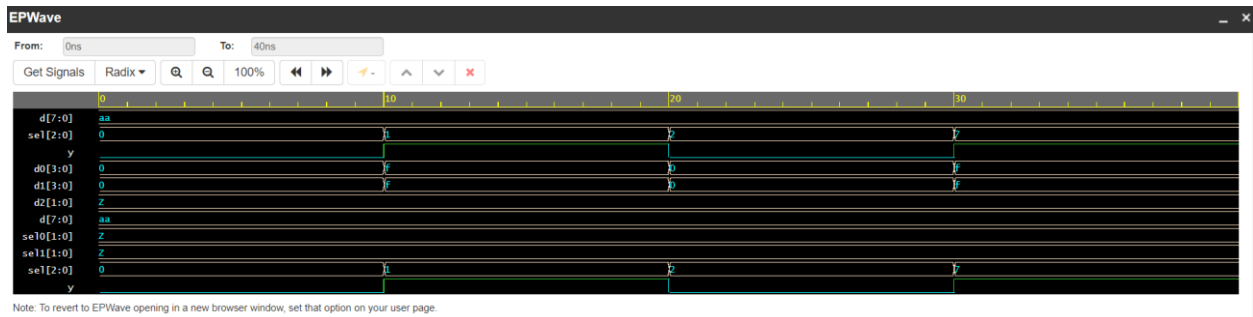 EPWave
From: 0ns To: 40ns
Get Signals Radix 100%
0 10 20 30
d[7:0] aa
sel[2:0] 0 1 2 7
y
d0[3:0] 0 f 0 f
d1[3:0] 0 f 0 f
d2[1:0] Z
d[7:0] aa
sel0[1:0] Z
sel1[1:0] Z
sel[2:0] 0 1 2 7
y
Note: To revert to EPWave opening in a new browser window, set that option on your user page.